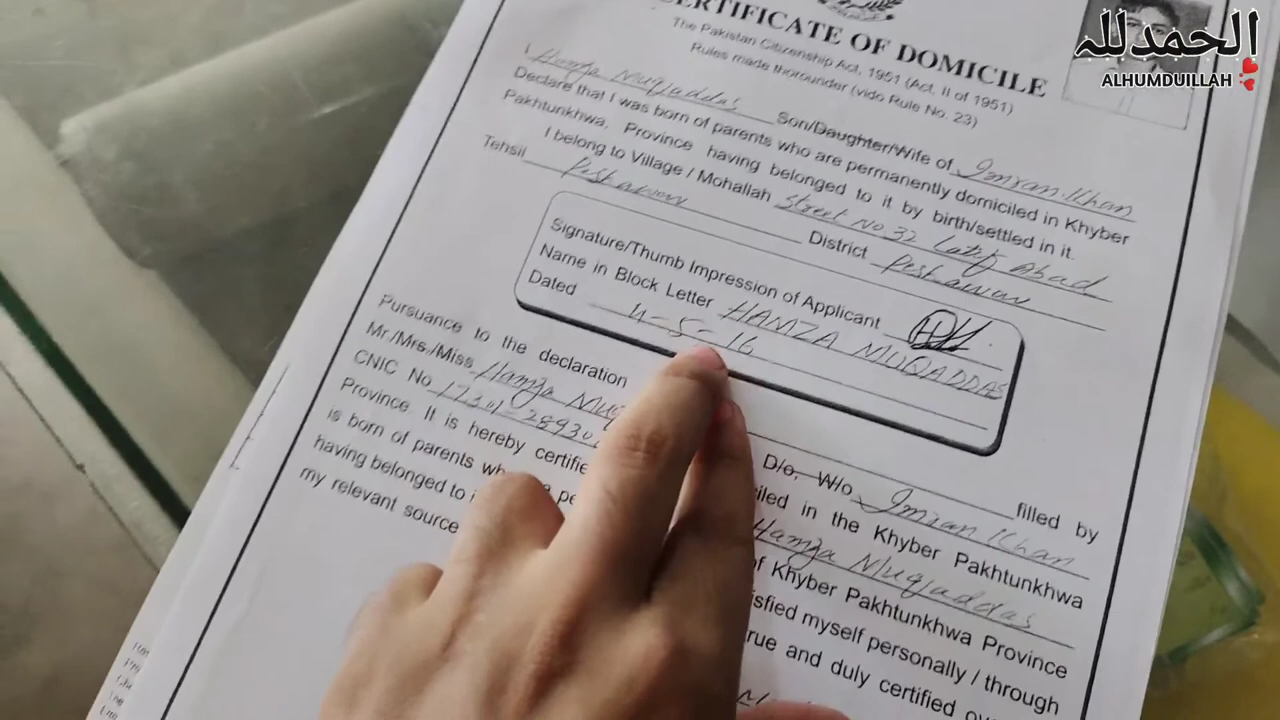 الحمدلله
ALHUMDUILLAH
CERTIFICATE OF DOMICILE
The Pakistan Citizenship Act, 1951 (Act, II of 1951)
Rules made thorounder (vido Rule No. 23)
I Hamza Muqaddas Son/Daughter/Wife of Imran Khan
Declare that I was born of parents who are permanently domiciled in Khyber
Pakhtunkhwa, Province having belonged to it by birth/settled in it.
I belong to Village / Mohallah Street No 32 Latif Abad
Tehsil Peshawar District Peshawar
Signature/Thumb Impression of Applicant
Name in Block Letter HAMZA MUQADDAS
Dated 4-5-16
Pursuance to the declaration filled by
Mr./Mrs./Miss Hamza D/o, W/o Imran Khan
CNIC No 17301-28930 in the Khyber Pakhtunkhwa
Province. It is hereby Hamza Muqaddas
is born of parents of Khyber Pakhtunkhwa Province
having belonged to myself personally / through
my relevant source and duly certified